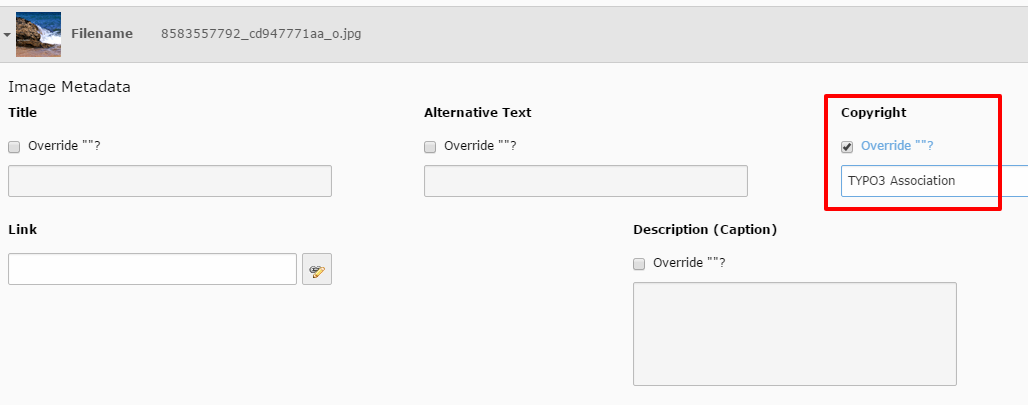 Filename 8583557792_cd947771aa_o.jpg
Image Metadata
Title Alternative Text Copyright
Override ""? Override ""? Override ""?
TYPO3 Association
Link Description (Caption)
Override ""?